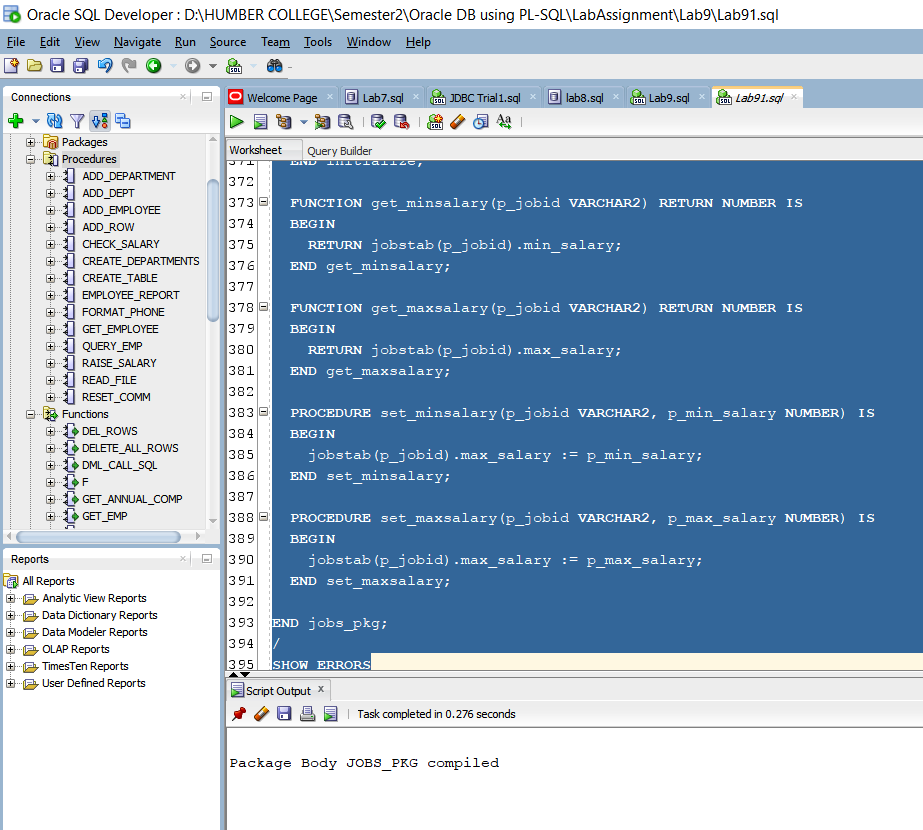 Oracle SQL Developer : D:\HUMBER COLLEGE\Semester2\Oracle DB using PL-SQL\LabAssignment\Lab9\Lab91.sql
File Edit View Navigate Run Source Team Tools Window Help
Connections
Packages
Procedures
ADD_DEPARTMENT
ADD_DEPT
ADD_EMPLOYEE
ADD_ROW
CHECK_SALARY
CREATE_DEPARTMENTS
CREATE_TABLE
EMPLOYEE_REPORT
FORMAT_PHONE
GET_EMPLOYEE
QUERY_EMP
RAISE_SALARY
READ_FILE
RESET_COMM
Functions
DEL_ROWS
DELETE_ALL_ROWS
DML_CALL_SQL
F
GET_ANNUAL_COMP
GET_EMP
Reports
All Reports
Analytic View Reports
Data Dictionary Reports
Data Modeler Reports
OLAP Reports
TimesTen Reports
User Defined Reports
Welcome Page Lab7.sql JDBC Trial1.sql lab8.sql Lab9.sql Lab91.sql
Worksheet Query Builder
371 END initialize;
372
373 FUNCTION get_minsalary(p_jobid VARCHAR2) RETURN NUMBER IS
374 BEGIN
375 RETURN jobstab(p_jobid).min_salary;
376 END get_minsalary;
377
378 FUNCTION get_maxsalary(p_jobid VARCHAR2) RETURN NUMBER IS
379 BEGIN
380 RETURN jobstab(p_jobid).max_salary;
381 END get_maxsalary;
382
383 PROCEDURE set_minsalary(p_jobid VARCHAR2, p_min_salary NUMBER) IS
384 BEGIN
385 jobstab(p_jobid).max_salary := p_min_salary;
386 END set_minsalary;
387
388 PROCEDURE set_maxsalary(p_jobid VARCHAR2, p_max_salary NUMBER) IS
389 BEGIN
390 jobstab(p_jobid).max_salary := p_max_salary;
391 END set_maxsalary;
392
393 END jobs_pkg;
394 /
395 SHOW ERRORS
Script Output
Task completed in 0.276 seconds
Package Body JOBS_PKG compiled